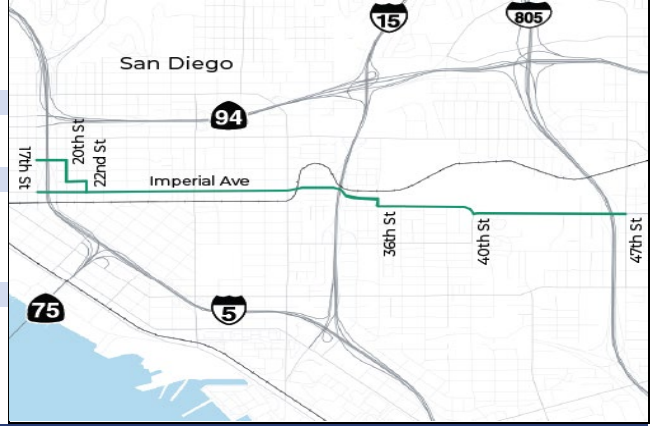 15
805
San Diego
94
17th St
20th St
22nd St
Imperial Ave
36th St
40th St
47th St
75
5